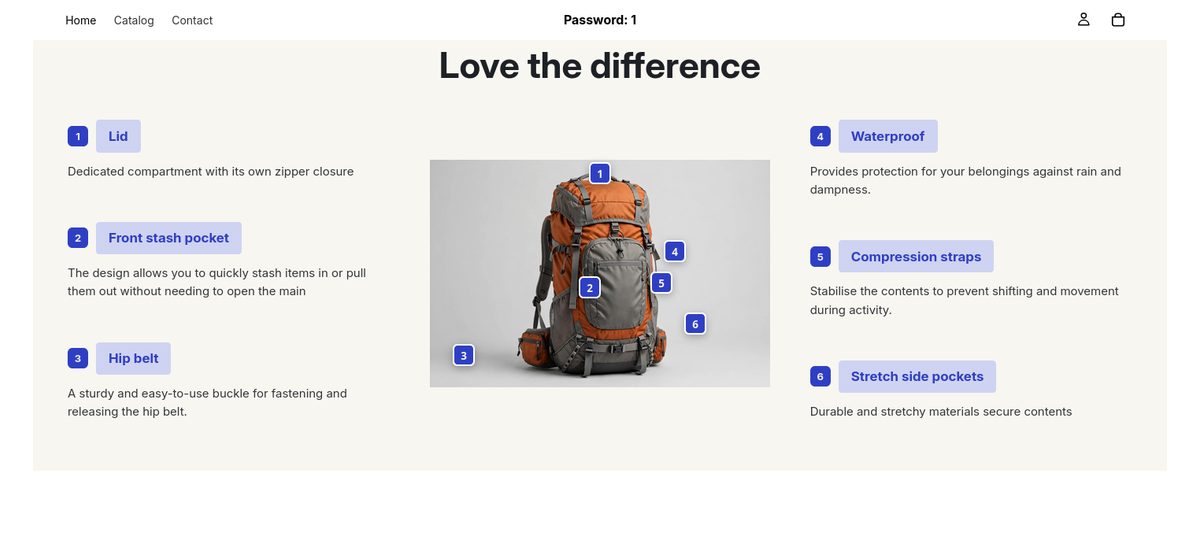 Home Catalog Contact
Password: 1
Love the difference
1 Lid
Dedicated compartment with its own zipper closure
2 Front stash pocket
The design allows you to quickly stash items in or pull
them out without needing to open the main
3 Hip belt
A sturdy and easy-to-use buckle for fastening and
releasing the hip belt.
1
4
5
2
6
3
4 Waterproof
Provides protection for your belongings against rain and
dampness.
5 Compression straps
Stabilise the contents to prevent shifting and movement
during activity.
6 Stretch side pockets
Durable and stretchy materials secure contents